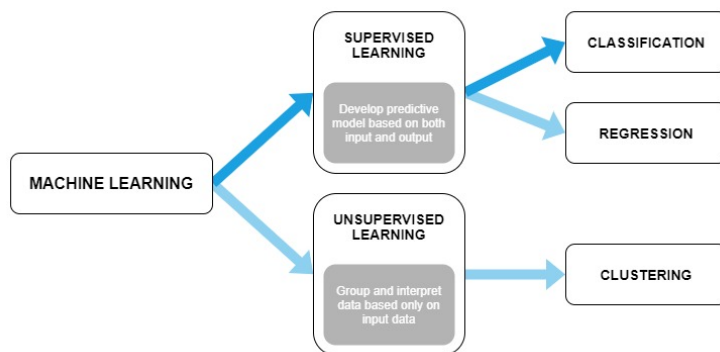 MACHINE LEARNING
SUPERVISED
LEARNING
Develop predictive
model based on both
input and output
CLASSIFICATION
REGRESSION
UNSUPERVISED
LEARNING
Group and interpret
data based only on
input data
CLUSTERING